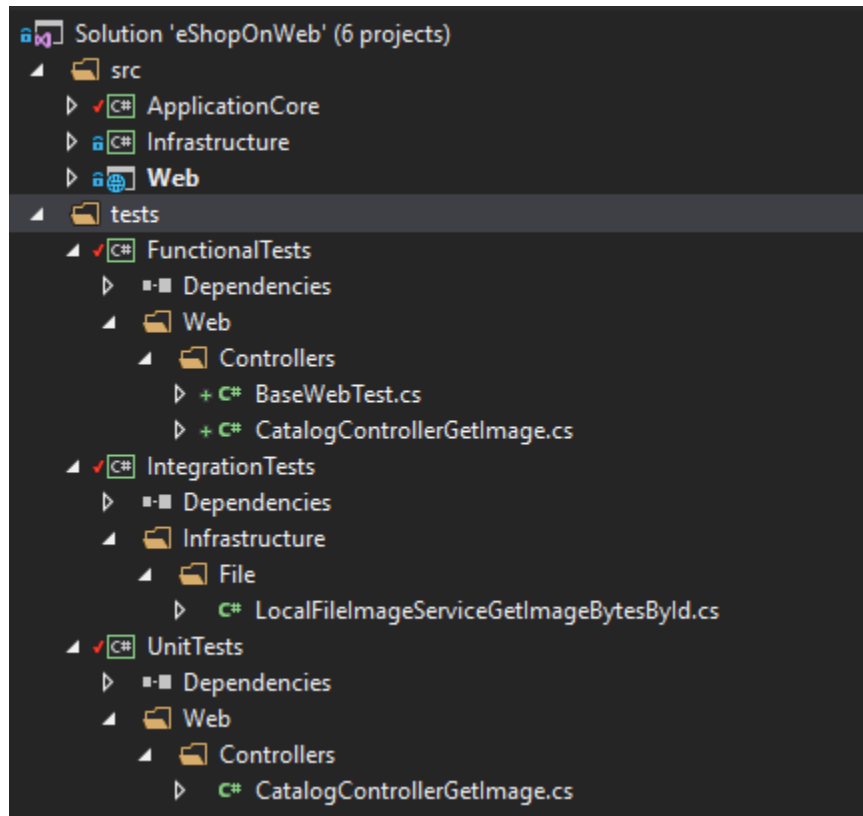 Solution 'eShopOnWeb' (6 projects)
src
C# ApplicationCore
C# Infrastructure
Web
tests
C# FunctionalTests
Dependencies
Web
Controllers
+ C# BaseWebTest.cs
+ C# CatalogControllerGetImage.cs
C# IntegrationTests
Dependencies
Infrastructure
File
C# LocalFileImageServiceGetImageBytesById.cs
C# UnitTests
Dependencies
Web
Controllers
C# CatalogControllerGetImage.cs